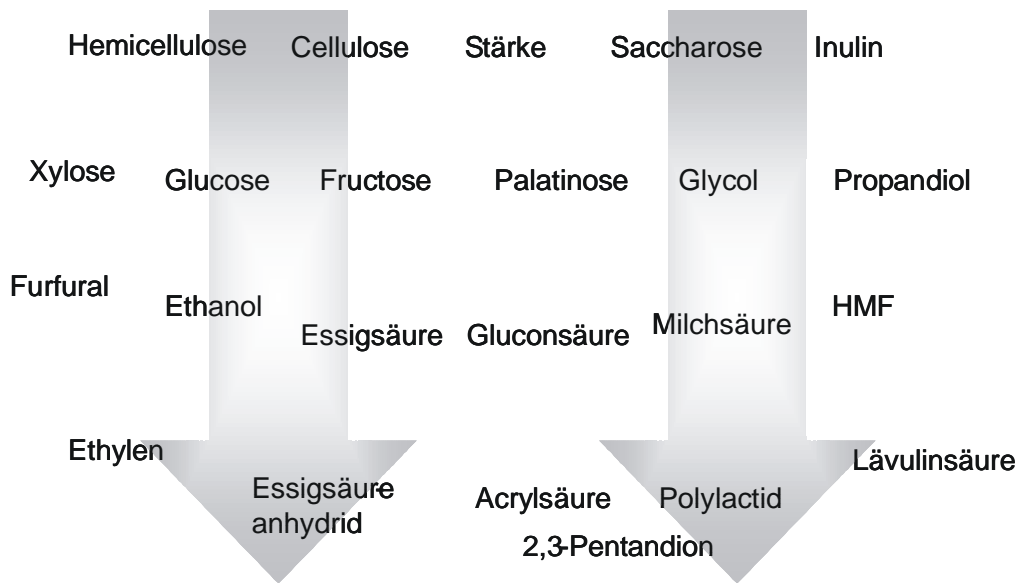 Hemicellulose Cellulose Stärke Saccharose Inulin
Xylose Glucose Fructose Palatinose Glycol Propandiol
Furfural Ethanol Essigsäure Gluconsäure Milchsäure HMF
Ethylen Lävulinsäure
Essigsäure Acrylsäure Polylactid
anhydrid
2,3-Pentandion